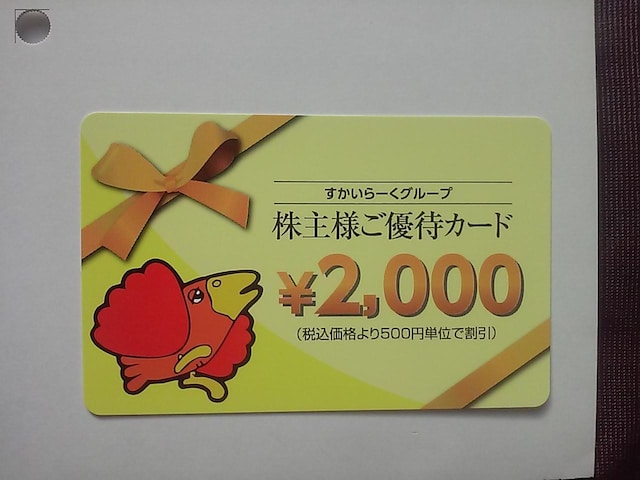 すかいらーくグループ
株主様ご優待カード
¥2,000
(税込価格より500円単位で割引)